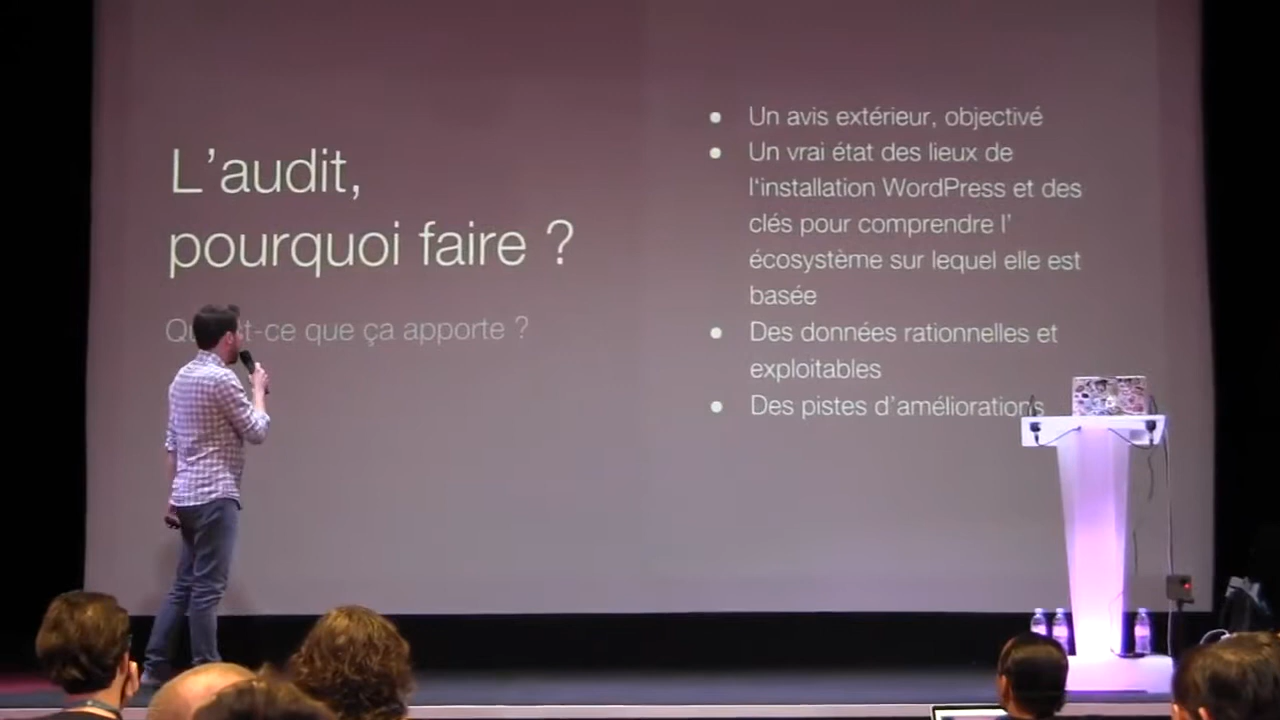 L'audit,
pourquoi faire ?
ce que ça apporte ?
• Un avis extérieur, objectivé
• Un vrai état des lieux de
l'installation WordPress et des
clés pour comprendre l'
écosystème sur lequel elle est
basée
• Des données rationnelles et
exploitables
• Des pistes d'améliorations